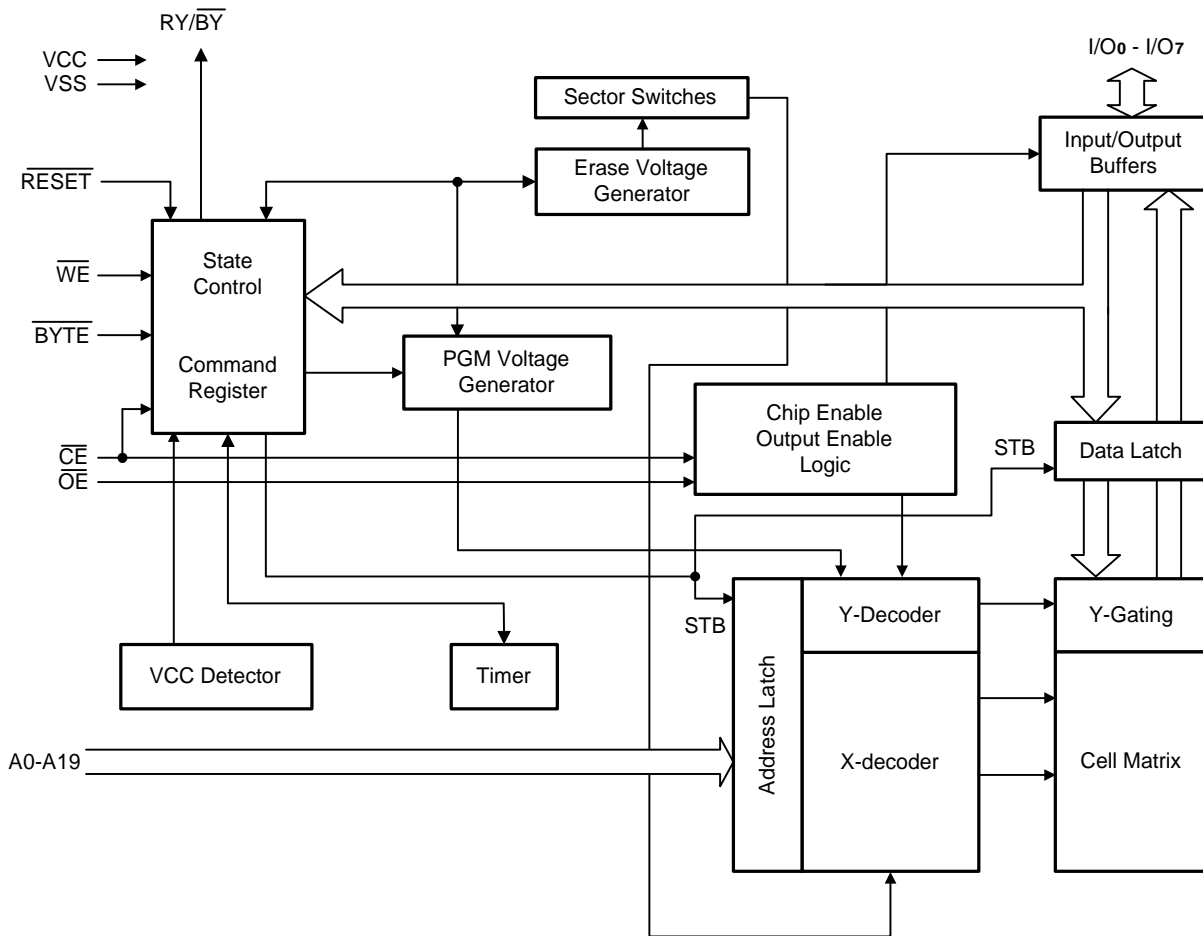 RY/BY
VCC
VSS
I/O0 - I/O7
Sector Switches
Input/Output
Buffers
Erase Voltage
Generator
RESET
State
Control
WE
BYTE
Command
Register
PGM Voltage
Generator
Chip Enable
Output Enable
Logic
CE
OE
STB
Data Latch
STB
Address Latch
Y-Decoder
Y-Gating
VCC Detector
Timer
A0-A19
X-decoder
Cell Matrix